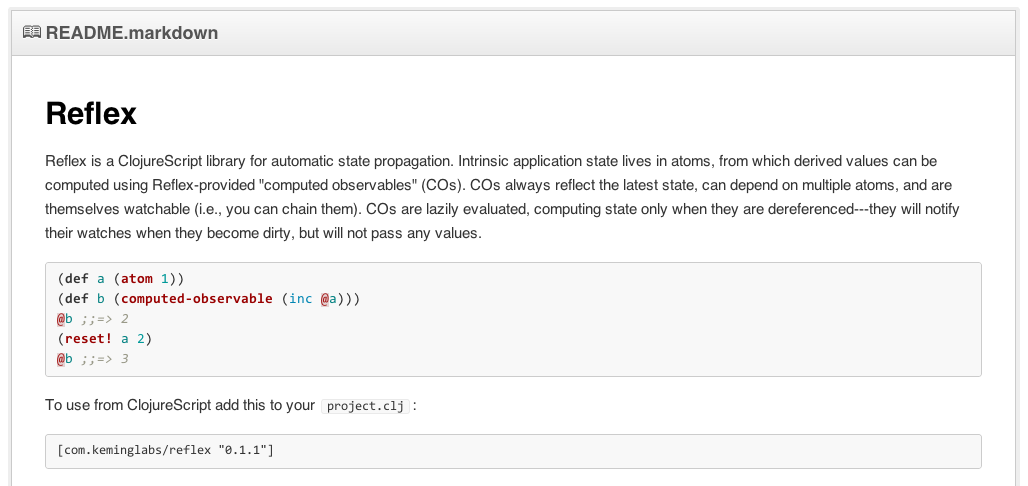 README.markdown
Reflex
Reflex is a ClojureScript library for automatic state propagation. Intrinsic application state lives in atoms, from which derived values can be
computed using Reflex-provided "computed observables" (COs). COs always reflect the latest state, can depend on multiple atoms, and are
themselves watchable (i.e., you can chain them). COs are lazily evaluated, computing state only when they are dereferenced---they will notify
their watches when they become dirty, but will not pass any values.
(def a (atom 1))
(def b (computed-observable (inc @a)))
@b ;;=> 2
(reset! a 2)
@b ;;=> 3
To use from ClojureScript add this to your project.clj :
[com.keminglabs/reflex "0.1.1"]